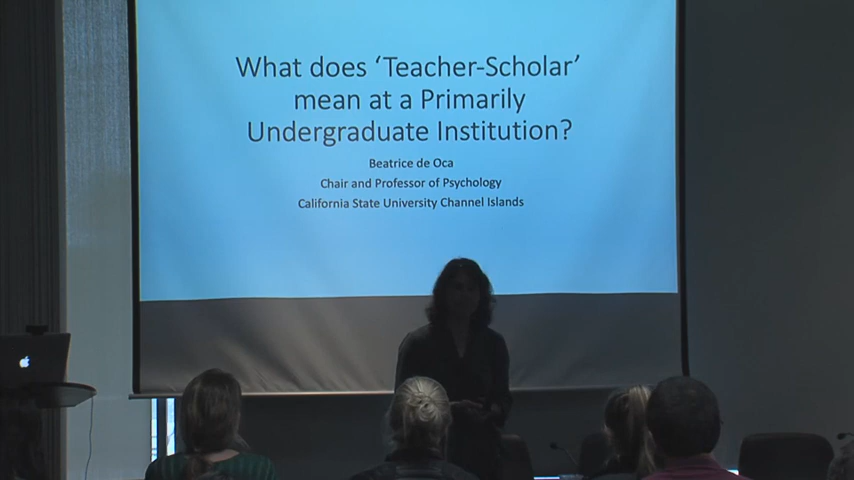 What does ‘Teacher-Scholar’
mean at a Primarily
Undergraduate Institution?
Beatrice de Oca
Chair and Professor of Psychology
California State University Channel Islands